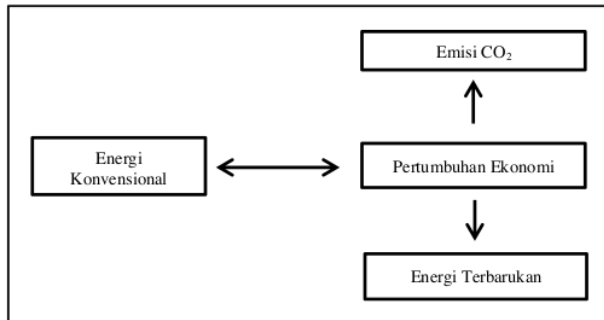 Emisi CO₂
Energi
Konvensional
Pertumbuhan Ekonomi
Energi Terbarukan